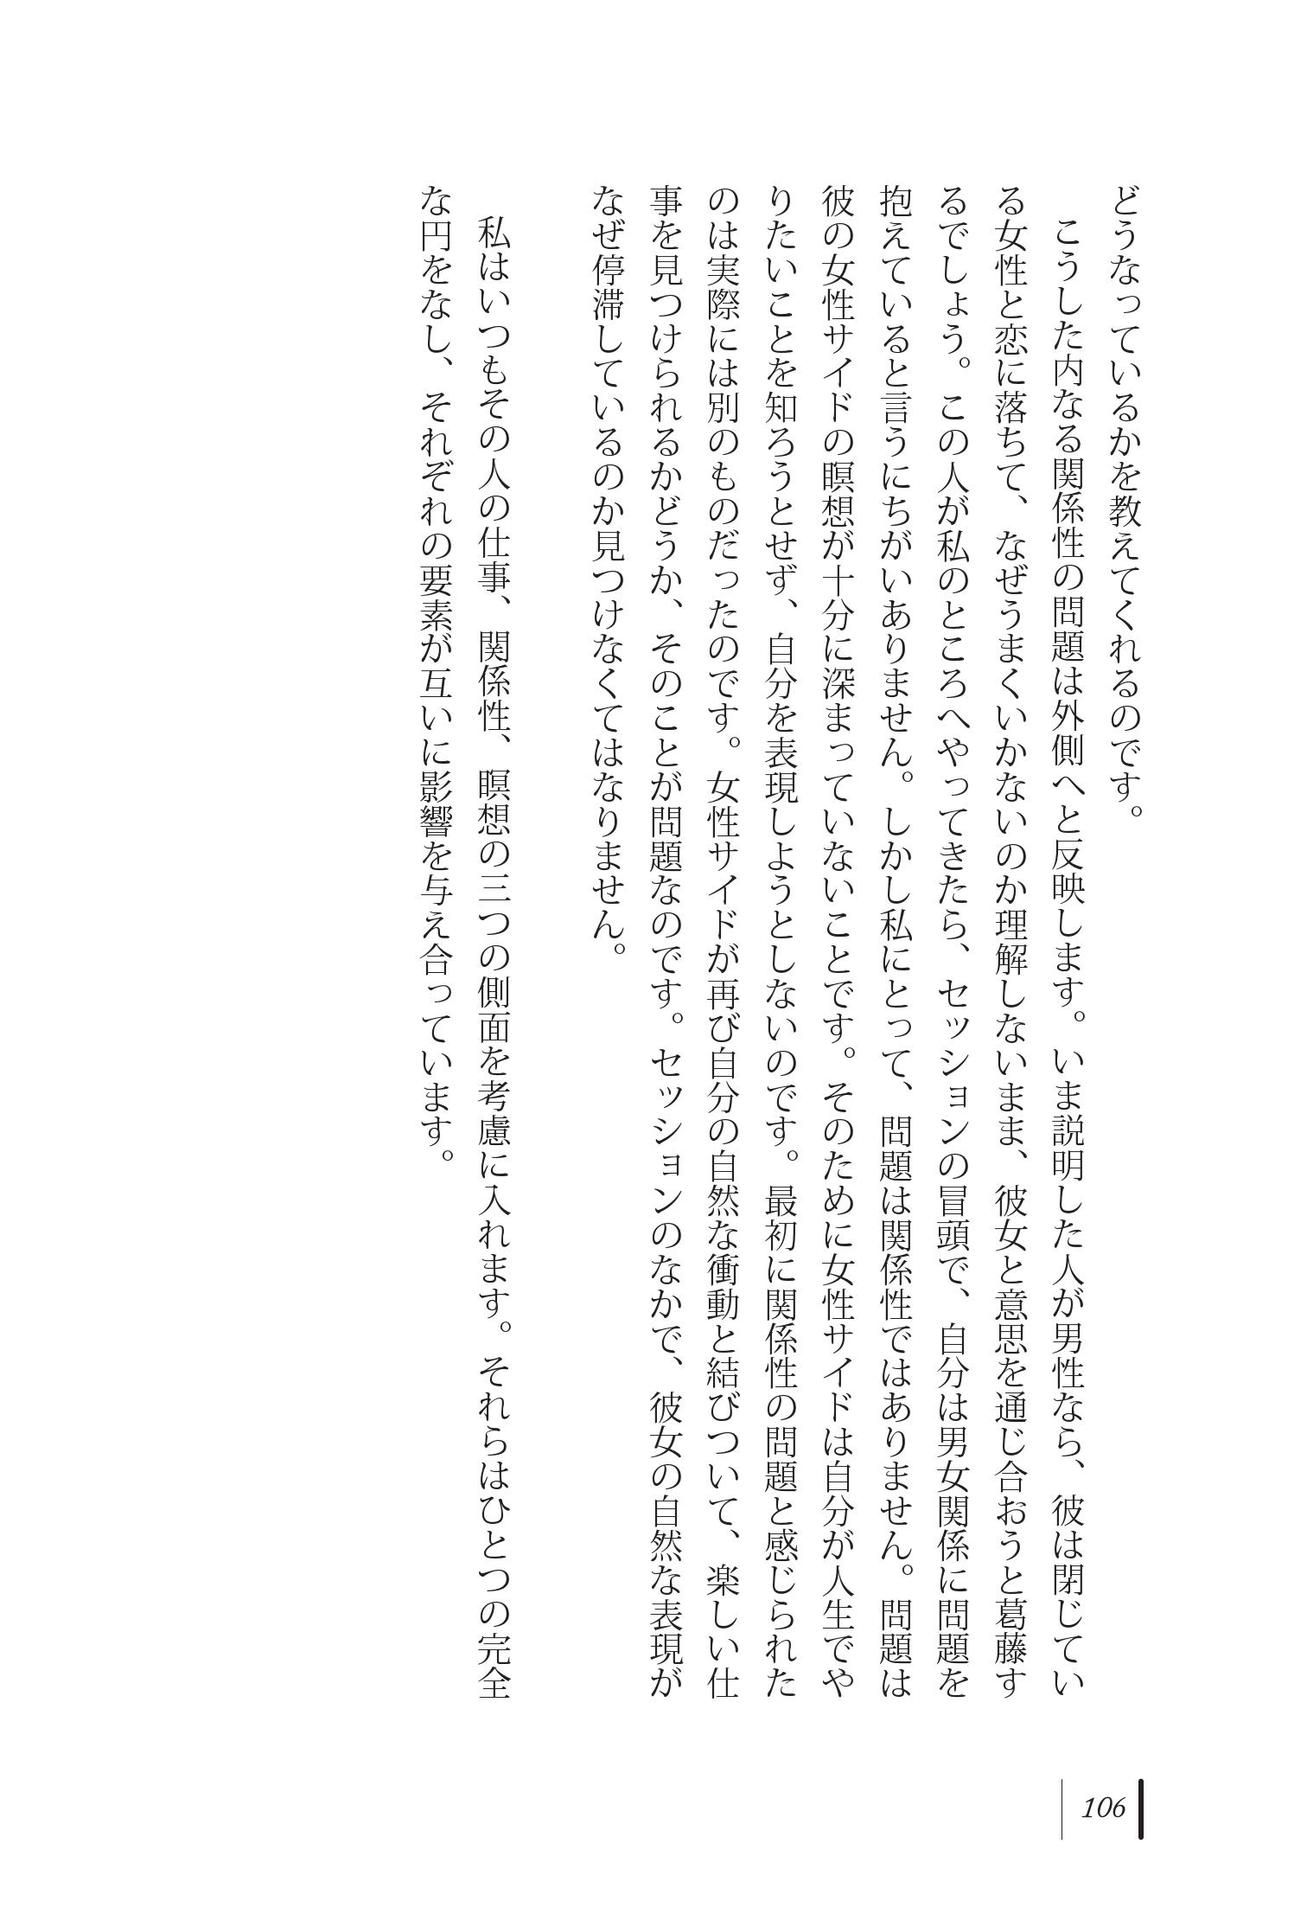 どうなっているかを教えてくれるのです。
こうした内なる関係性の問題は外側へと反映します。いま説明した人が男性なら、彼は閉じてい
る女性と恋に落ちて、なぜうまくいかないのか理解しないまま、彼女と意思を通じ合おうと葛藤す
るでしょう。この人が私のところへやってきたら、セッションの冒頭で、自分は男女関係に問題を
抱えていると言うにちがいありません。しかし私にとって、問題は関係性ではありません。問題は
彼の女性サイドの瞑想が十分に深まっていないことです。そのために女性サイドは自分が人生でや
りたいことを知ろうとせず、自分を表現しようとしないのです。最初に関係性の問題と感じられた
のは実際には別のものだったのです。女性サイドが再び自分の自然な衝動と結びついて、楽しい仕
事を見つけられるかどうか、そのことが問題なのです。セッションのなかで、彼女の自然な表現が
なぜ停滞しているのか見つけなくてはなりません。
私はいつもその人の仕事、関係性、瞑想の三つの側面を考慮に入れます。それらはひとつの完全
な円をなし、それぞれの要素が互いに影響を与え合っています。
106